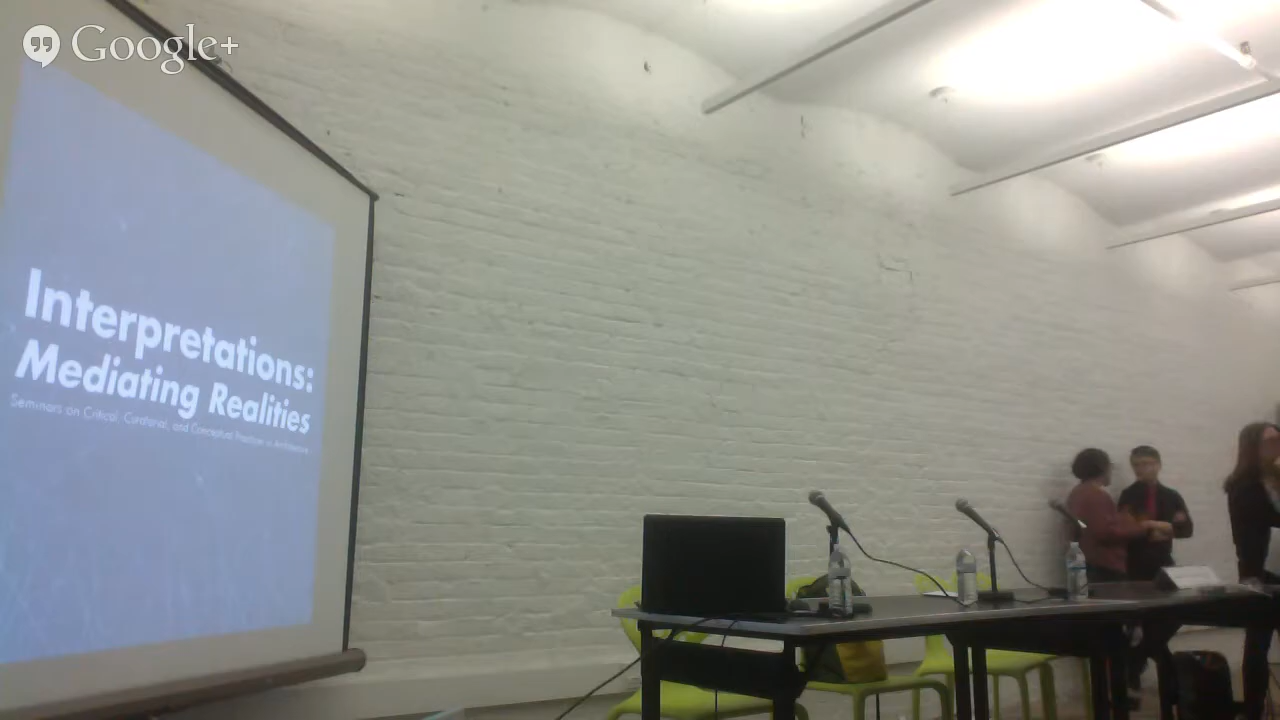 Google+
Interpretations:
Mediating Realities
Seminars on Critical, Curatorial, and Conceptual Practices in Architecture